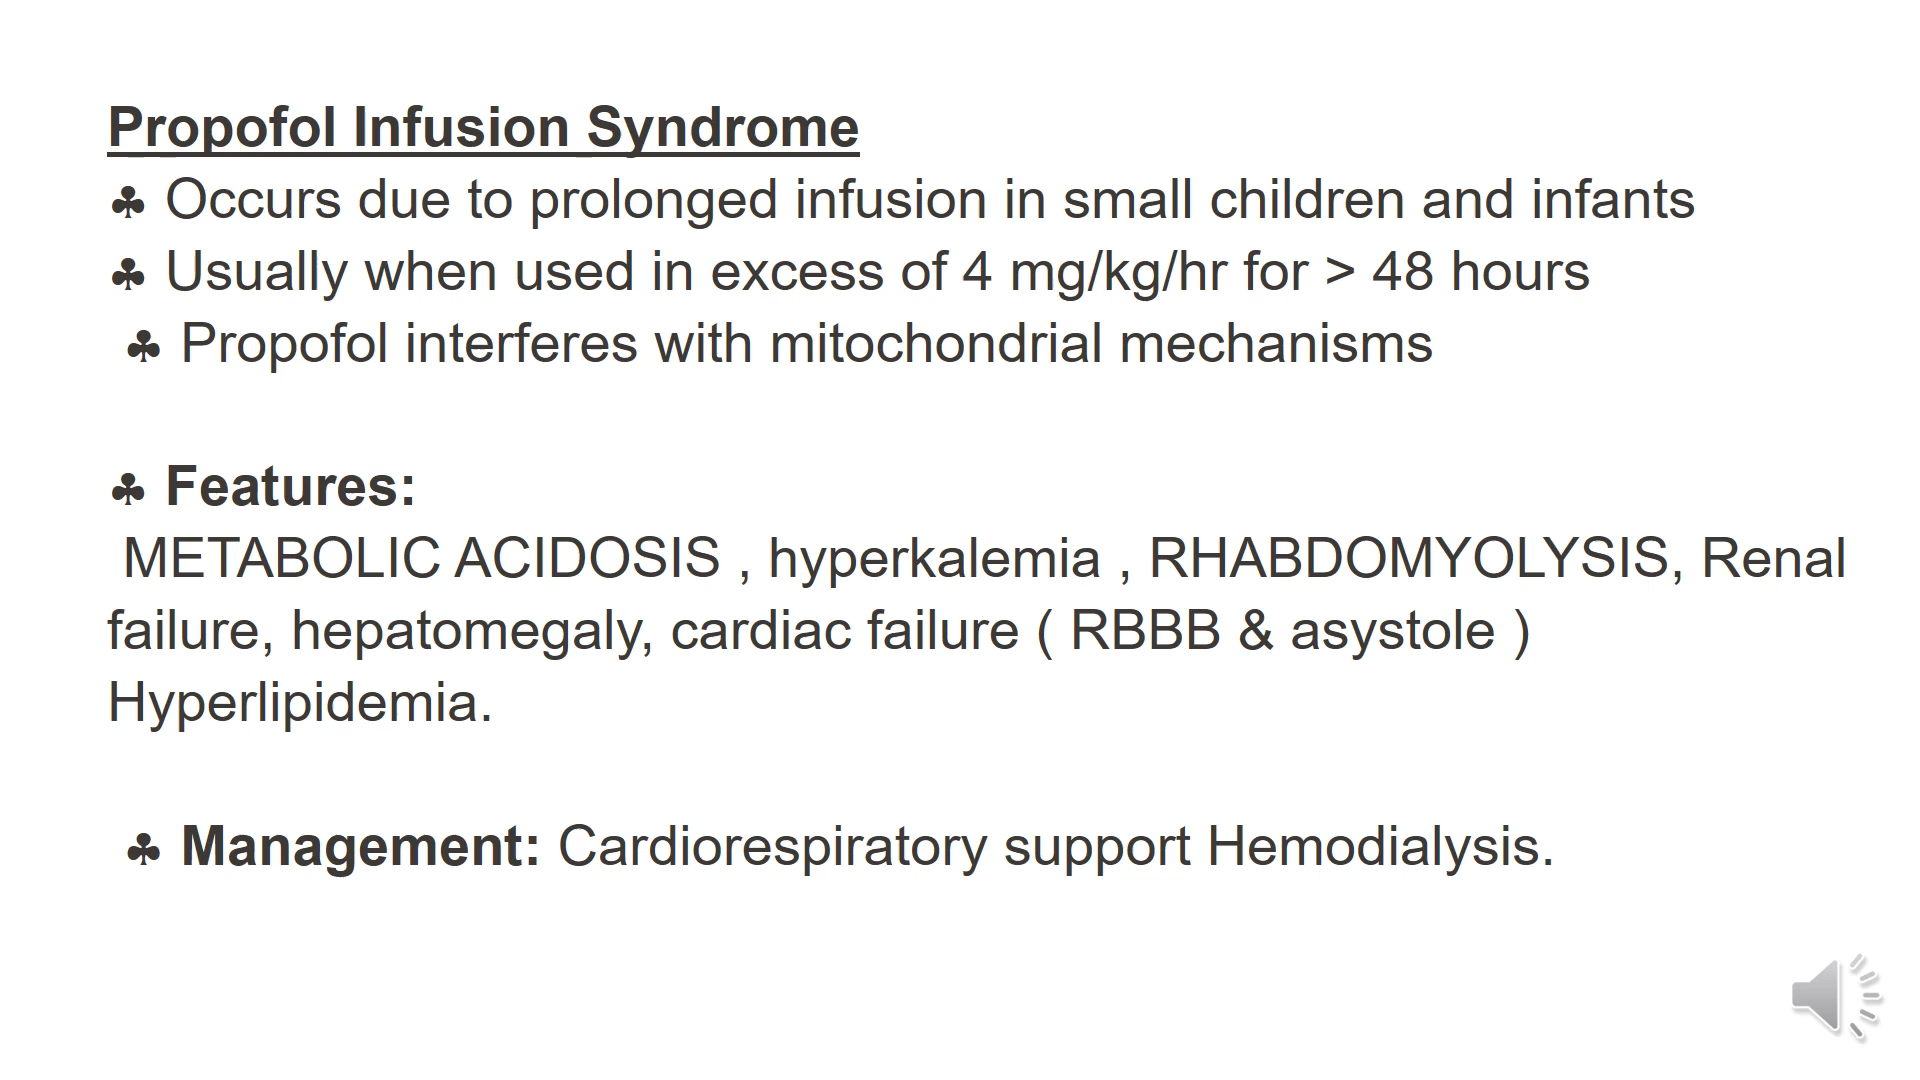 Propofol Infusion Syndrome
♣ Occurs due to prolonged infusion in small children and infants
♣ Usually when used in excess of 4 mg/kg/hr for > 48 hours
♣ Propofol interferes with mitochondrial mechanisms
♣ Features:
METABOLIC ACIDOSIS , hyperkalemia , RHABDOMYOLYSIS, Renal
failure, hepatomegaly, cardiac failure ( RBBB & asystole )
Hyperlipidemia.
♣ Management: Cardiorespiratory support Hemodialysis.